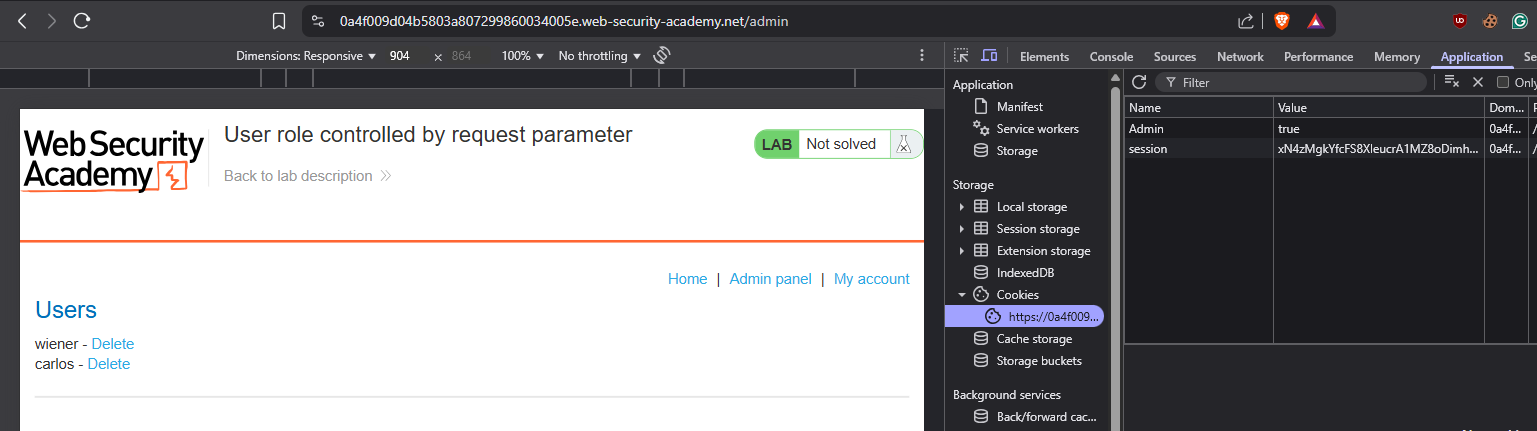 0a4f009d04b5803a807299860034005e.web-security-academy.net/admin
Dimensions: Responsive 904 × 864 100% No throttling
Elements Console Sources Network Performance Memory Application Se
Web Security
Academy
User role controlled by request parameter
Back to lab description
LAB Not solved
Home | Admin panel | My account
Users
wiener - Delete
carlos - Delete
Application
Manifest
Service workers
Storage
Storage
Local storage
Session storage
Extension storage
IndexedDB
Cookies
https://0a4f009...
Cache storage
Storage buckets
Background services
Back/forward cac...
Filter Only
Name Value Dom...
Admin true 0a4f... /
session xN4zMgkYfcFS8XleucrA1MZ8oDimh... 0a4f... /